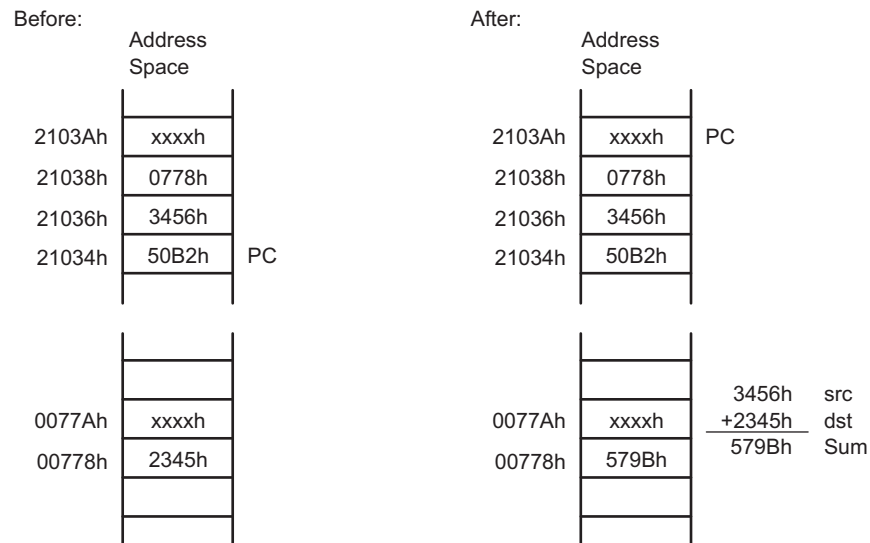 Before:
Address
Space
2103Ah xxxxh
21038h 0778h
21036h 3456h
21034h 50B2h PC
0077Ah xxxxh
00778h 2345h
After:
Address
Space
2103Ah xxxxh PC
21038h 0778h
21036h 3456h
21034h 50B2h
3456h src
0077Ah xxxxh +2345h dst
00778h 579Bh 579Bh Sum